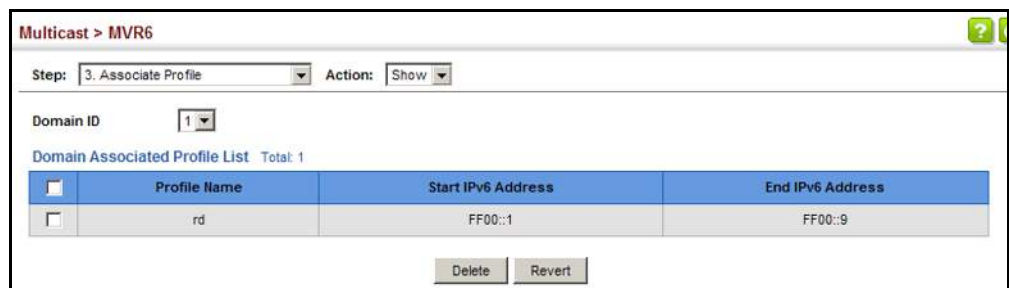 Multicast > MVR6
?
Step: 3. Associate Profile Action: Show
Domain ID 1
Domain Associated Profile List Total: 1
Profile Name Start IPv6 Address End IPv6 Address
rd FF00::1 FF00::9
Delete Revert